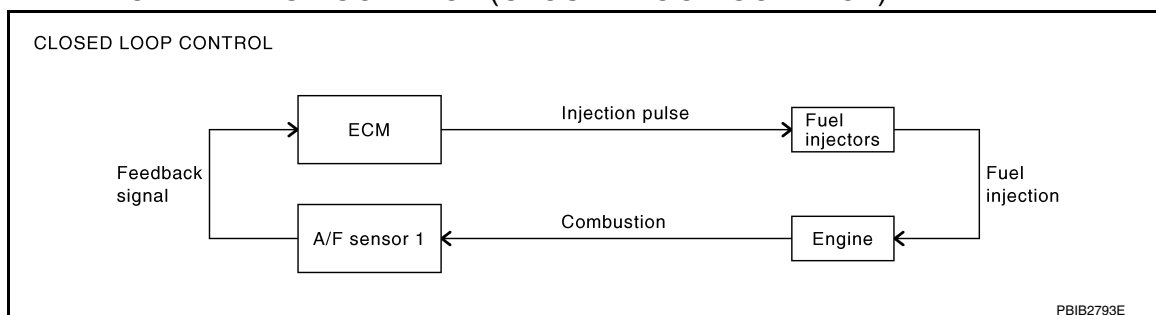 CLOSED LOOP CONTROL
ECM
Injection pulse
Fuel
injectors
Feedback
signal
Fuel
injection
A/F sensor 1
Combustion
Engine
PBIB2793E